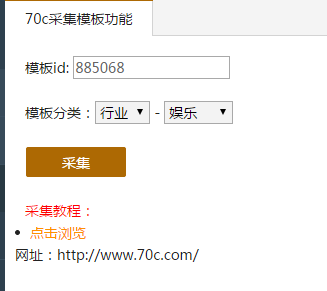 70c采集模板功能
模板id: 885068
模板分类：行业 - 娱乐
采集
采集教程：
点击浏览
网址：http://www.70c.com/